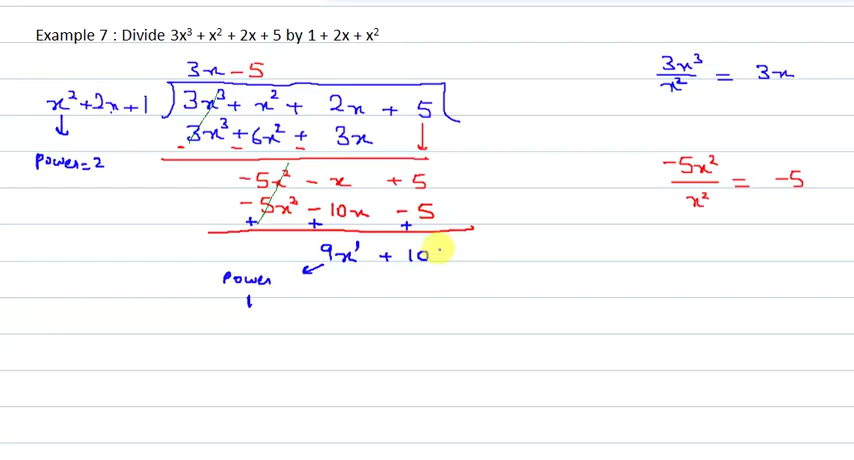 Example 7 : Divide 3x³ + x² + 2x + 5 by 1 + 2x + x²
3x - 5
x² + 2x + 1 ) 3x³ + x² + 2x + 5
3x³ + 6x² + 3x
- - -
-5x² - x + 5
-5x² - 10x - 5
+ + +
9x¹ + 10
Power = 2
Power
1
3x³/x² = 3x
-5x²/x² = -5